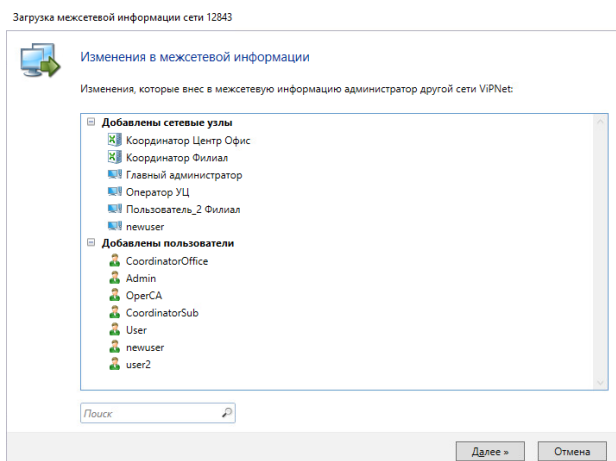 Загрузка межсетевой информации сети 12843
Изменения в межсетевой информации
Изменения, которые внес в межсетевую информацию администратор другой сети ViPNet:
Добавлены сетевые узлы
Координатор Центр Офис
Координатор Филиал
Главный администратор
Оператор УЦ
Пользователь_2 Филиал
newuser
Добавлены пользователи
CoordinatorOffice
Admin
OperCA
CoordinatorSub
User
newuser
user2
Поиск
Далее »
Отмена